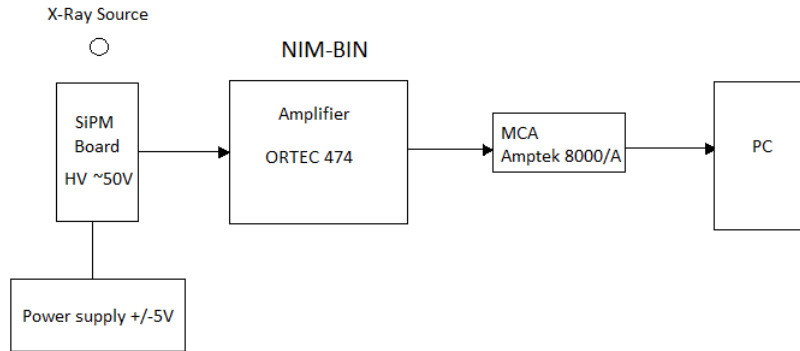 X-Ray Source
NIM-BIN
SiPM
Board
HV ~50V
Amplifier
ORTEC 474
MCA
Amptek 8000/A
PC
Power supply +/-5V